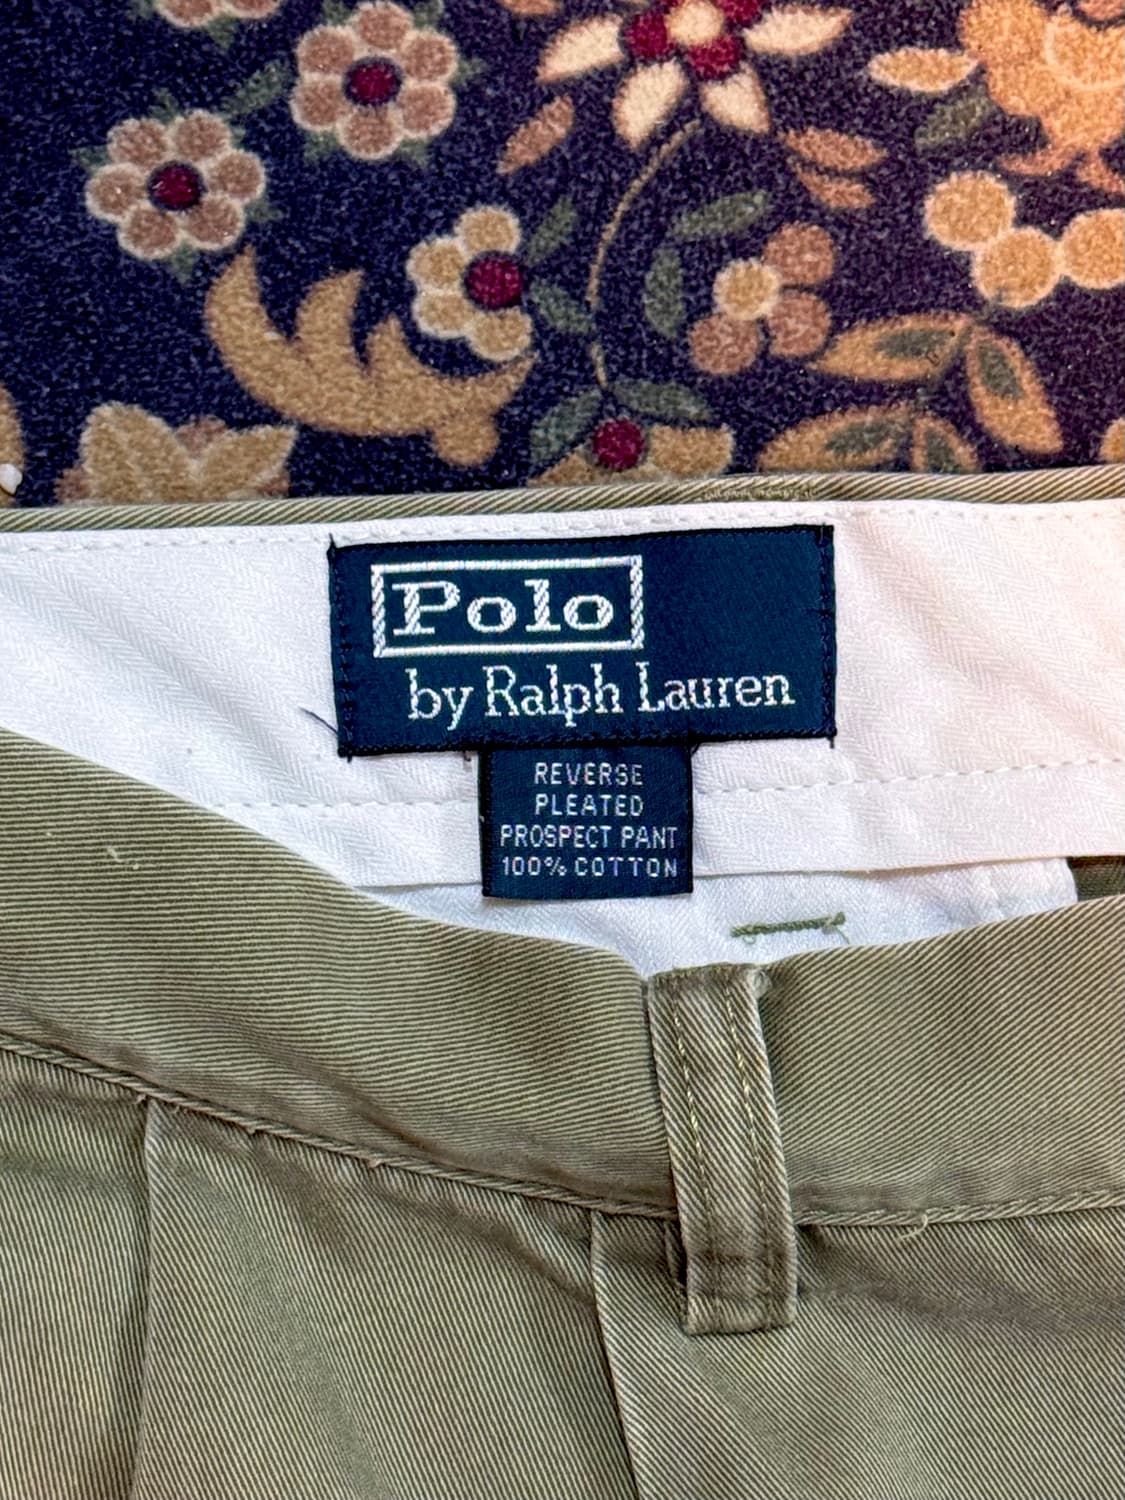 Polo
by Ralph Lauren
REVERSE
PLEATED
PROSPECT PANT
100% COTTON